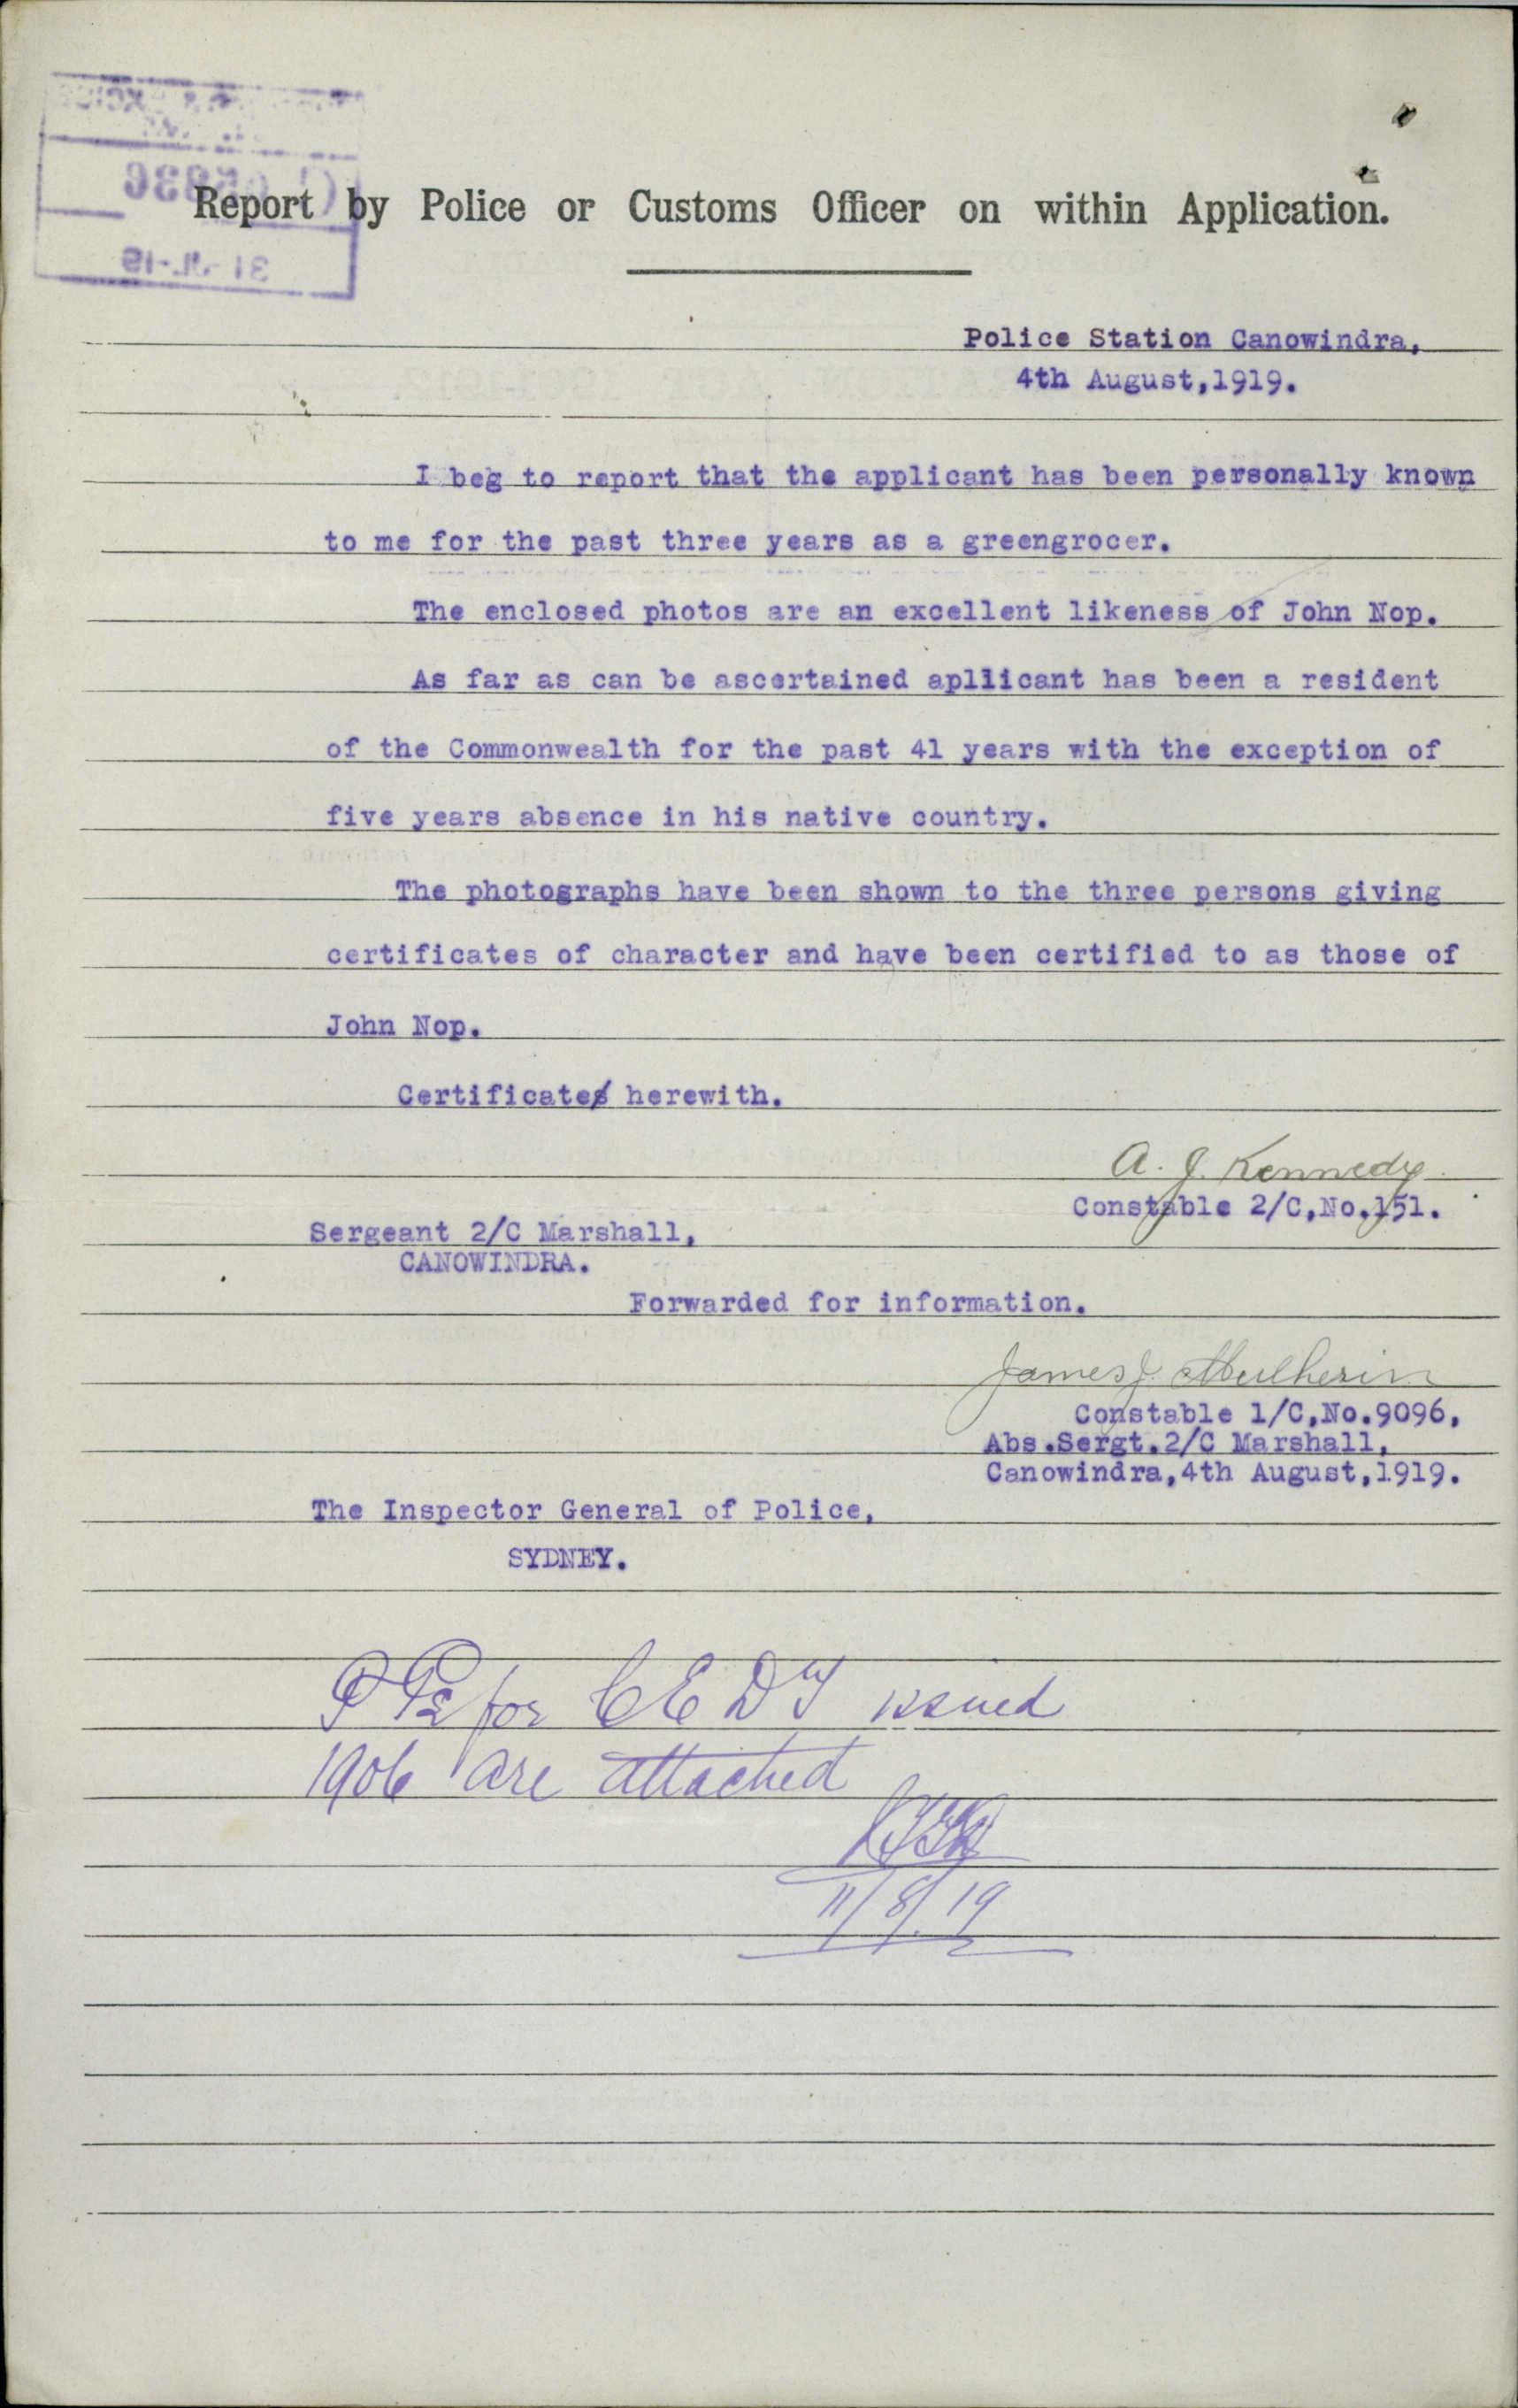 Report by Police or Customs Officer on within Application.
Police Station Canowindra,
4th August,1919.
I beg to report that the applicant has been personally known
to me for the past three years as a greengrocer.
The enclosed photos are an excellent likeness of John Nop.
As far as can be ascertained apllicant has been a resident
of the Commonwealth for the past 41 years with the exception of
five years absence in his native country.
The photographs have been shown to the three persons giving
certificates of character and have been certified to as those of
John Nop.
Certificates herewith.
A. J. Kennedy
Constable 2/C,No.151.
Sergeant 2/C Marshall,
CANOWINDRA.
Forwarded for information.
James J. Mulherin
Constable 1/C,No.9096,
Abs.Sergt.2/C Marshall,
Canowindra,4th August,1919.
The Inspector General of Police,
SYDNEY.
for CEDT issued
1906 are attached
11/8/19
31 JL 19